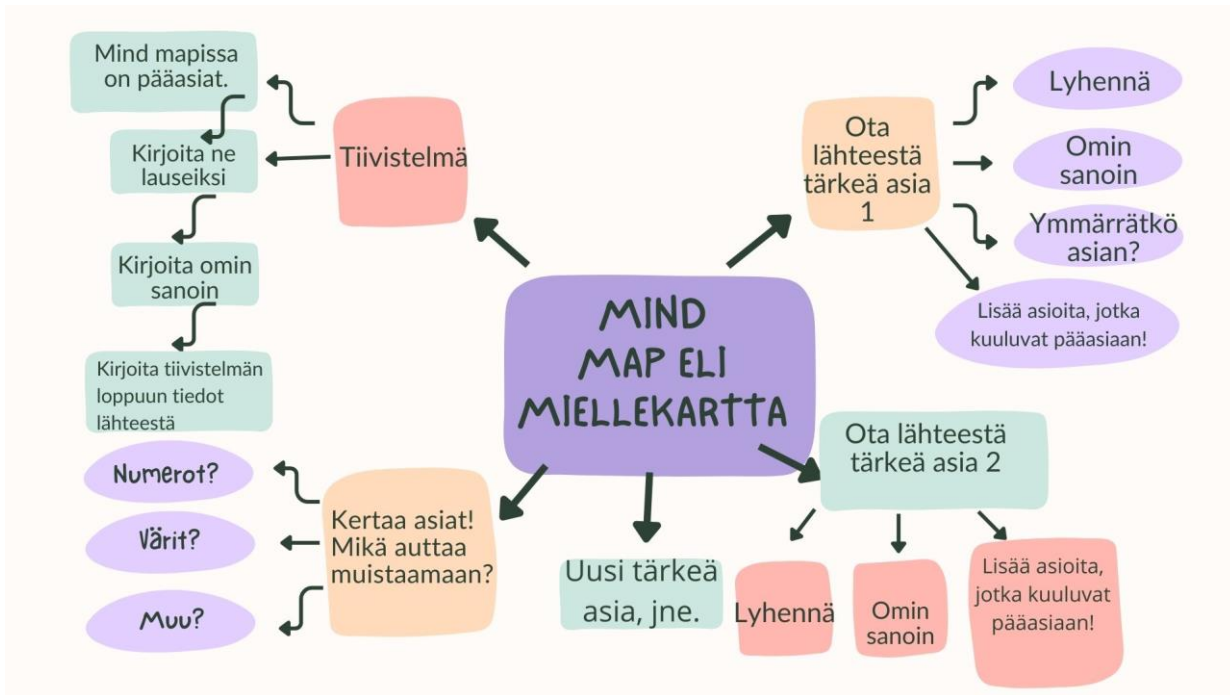 MIND
MAP ELI
MIELLEKARTTA
Ota
lähteestä
tärkeä asia
1
Lyhennä
Omin
sanoin
Ymmärrätkö
asian?
Lisää asioita, jotka
kuuluvat pääasiaan!
Ota lähteestä
tärkeä asia 2
Lyhennä
Omin
sanoin
Lisää asioita,
jotka kuuluvat
pääasiaan!
Uusi tärkeä
asia, jne.
Kertaa asiat!
Mikä auttaa
muistaamaan?
Numerot?
Värit?
Muu?
Tiivistelmä
Mind mapissa
on pääasiat.
Kirjoita ne
lauseiksi
Kirjoita omin
sanoin
Kirjoita tiivistelmän
loppuun tiedot
lähteestä